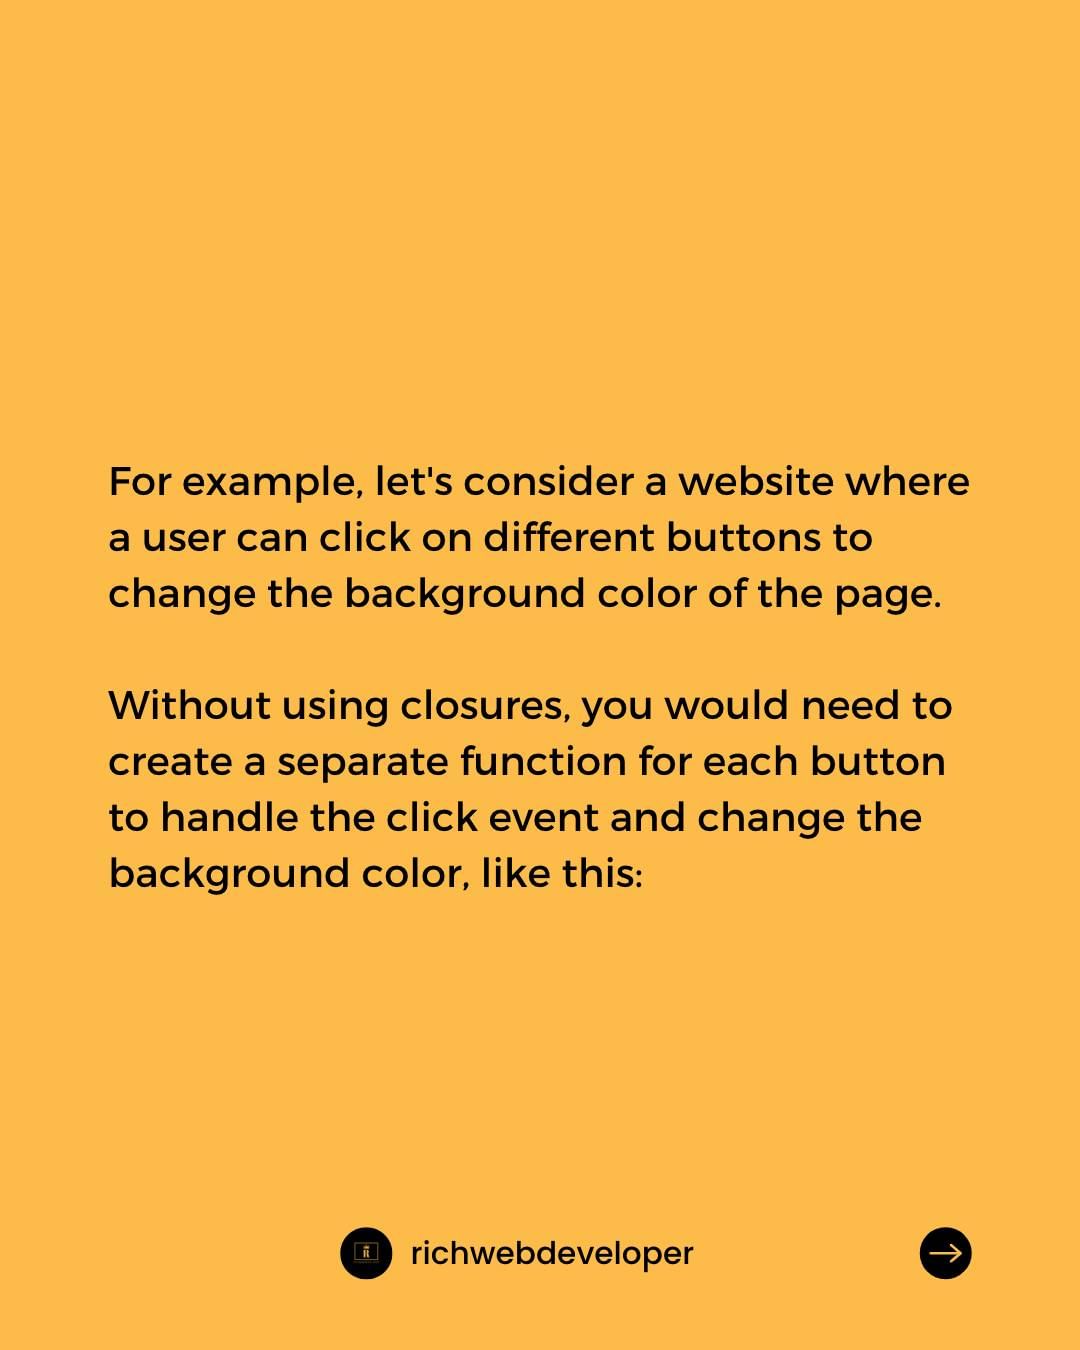 For example, let's consider a website where
a user can click on different buttons to
change the background color of the page.
Without using closures, you would need to
create a separate function for each button
to handle the click event and change the
background color, like this:
R
richwebdeveloper